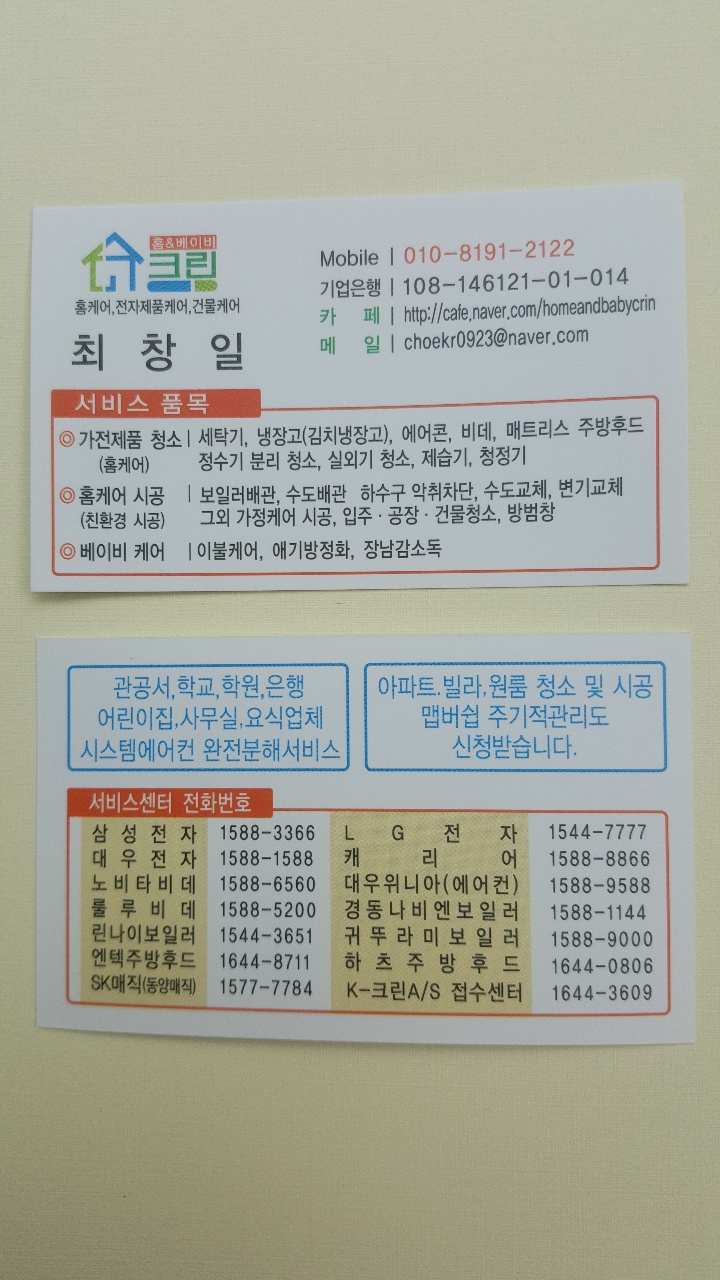 홈&베이비
크린
홈케어,전자제품케어,건물케어
최 창 일
Mobile | 010-8191-2122
기업은행 | 108-146121-01-014
카 페 | http://cafe.naver.com/homeandbabycrin
메 일 | choekr0923@naver.com
서비스 품목
◎ 가전제품 청소 | 세탁기, 냉장고(김치냉장고), 에어콘, 비데, 매트리스 주방후드
(홈케어) 정수기 분리 청소, 실외기 청소, 제습기, 청정기
◎ 홈케어 시공 | 보일러배관, 수도배관 하수구 악취차단, 수도교체, 변기교체
(친환경 시공) 그외 가정케어 시공, 입주·공장·건물청소, 방범창
◎ 베이비 케어 | 이불케어, 애기방정화, 장남감소독
관공서,학교,학원,은행
어린이집,사무실,요식업체
시스템에어컨 완전분해서비스
아파트.빌라.원룸 청소 및 시공
맵버쉽 주기적관리도
신청받습니다.
서비스센터 전화번호
삼성전자 1588-3366 LG전자 1544-7777
대우전자 1588-1588 캐리어 1588-8866
노비타비데 1588-6560 대우위니아(에어컨) 1588-9588
룰루비데 1588-5200 경동나비엔보일러 1588-1144
린나이보일러 1544-3651 귀뚜라미보일러 1588-9000
엔텍주방후드 1644-8711 하츠주방후드 1644-0806
SK매직(동양매직) 1577-7784 K-크린A/S 접수센터 1644-3609